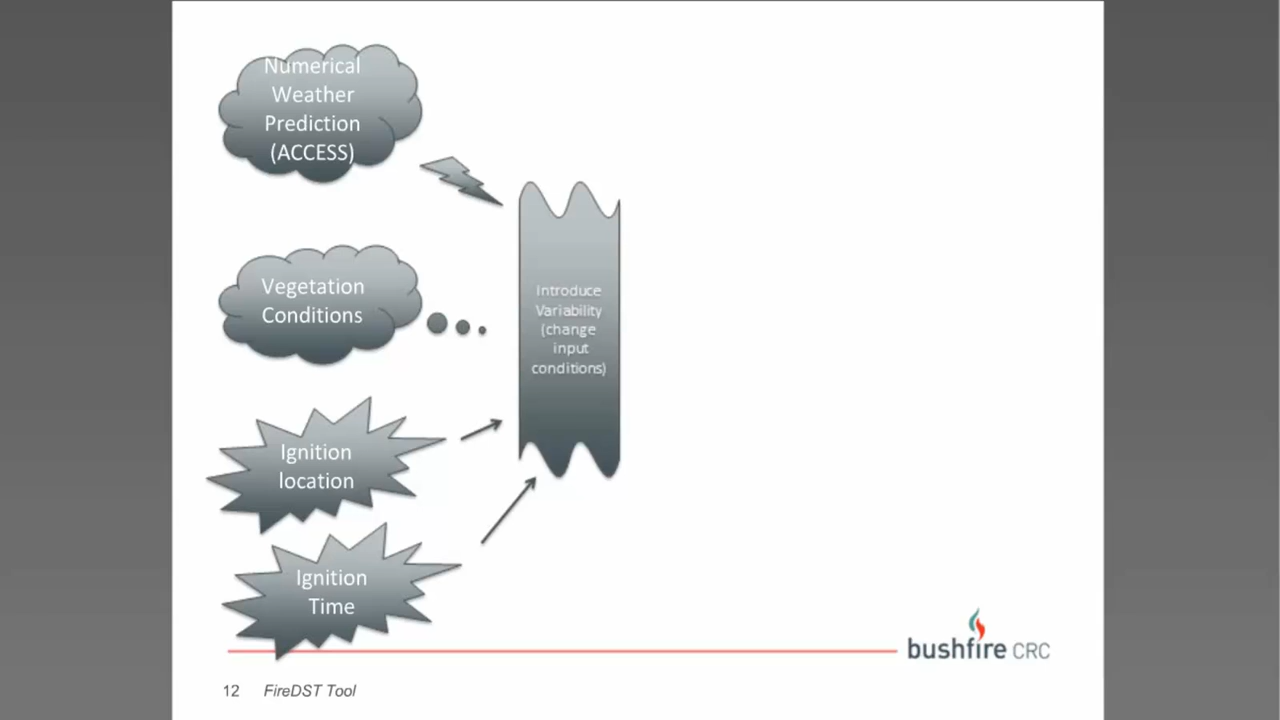 Numerical
Weather
Prediction
(ACCESS)
Vegetation
Conditions
Introduce
Variability
(change
input
conditions)
Ignition
location
Ignition
Time
bushfire CRC
12 FireDST Tool